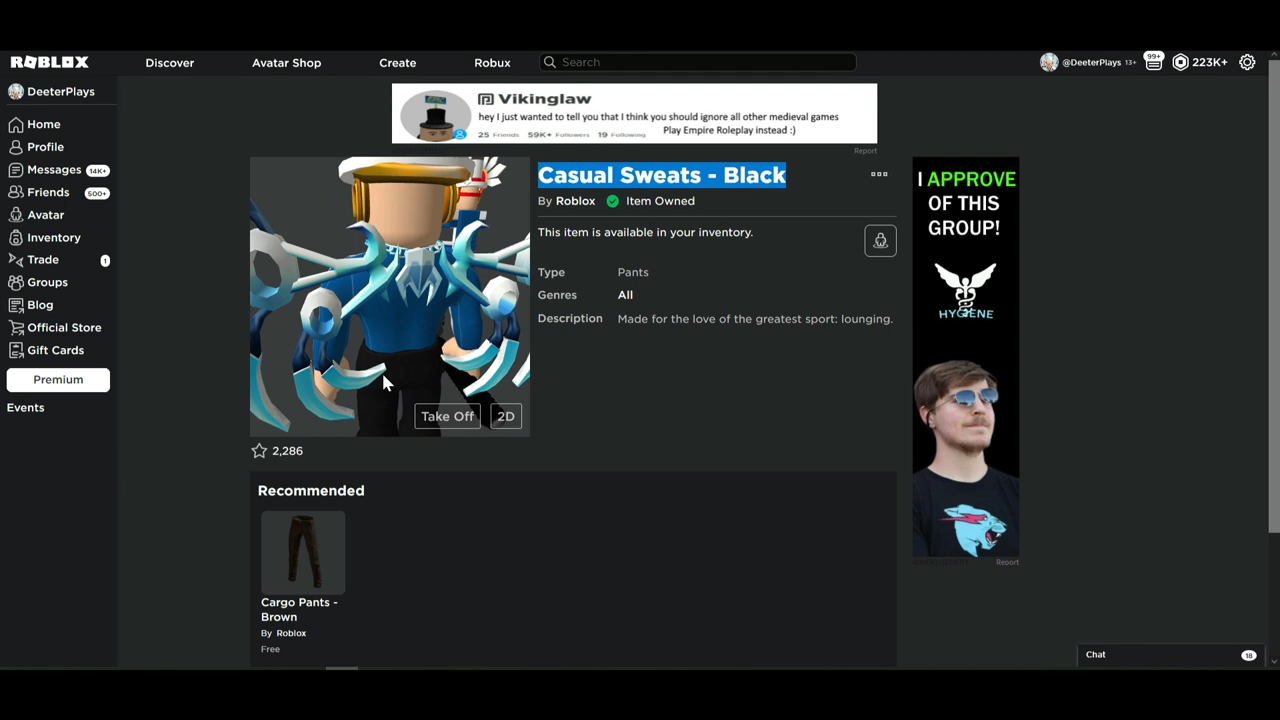 ROBLOX
Discover
Avatar Shop
Create
Robux
Search
@DeeterPlays 13+
99+
223K+
DeeterPlays
Home
Profile
Messages 14K+
Friends 500+
Avatar
Inventory
Trade 1
Groups
Blog
Official Store
Gift Cards
Premium
Events
Vikinglaw
hey I just wanted to tell you that I think you should ignore all other medieval games
Play Empire Roleplay instead :)
25 Friends 59K+ Followers 19 Following
Report
Casual Sweats - Black
By Roblox Item Owned
This item is available in your inventory.
Type Pants
Genres All
Description Made for the love of the greatest sport: lounging.
Take Off
2D
2,286
Recommended
Cargo Pants -
Brown
By Roblox
Free
I APPROVE
OF THIS
GROUP!
HYGIENE
ADVERTISEMENT
Report
Chat 18